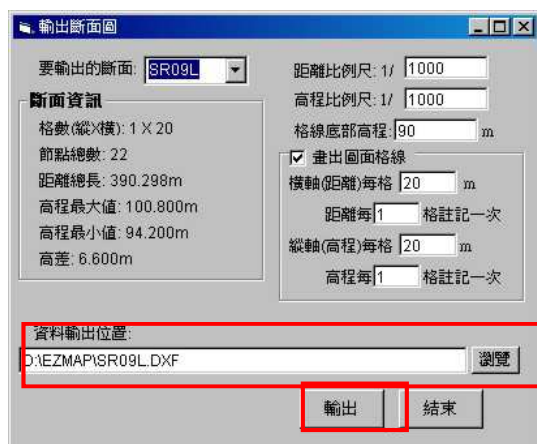 輸出斷面圖
要輸出的斷面: SR09L
斷面資訊
格數(縱X橫): 1 X 20
節點總數: 22
距離總長: 390.298m
高程最大值: 100.800m
高程最小值: 94.200m
高差: 6.600m
距離比例尺: 1/ 1000
高程比例尺: 1/ 1000
格線底部高程: 90 m
畫出圖面格線
橫軸(距離)每格 20 m
距離每 1 格註記一次
縱軸(高程)每格 20 m
高程每 1 格註記一次
資料輸出位置:
D:\EZMAP\SR09L.DXF 瀏覽
輸出 結束